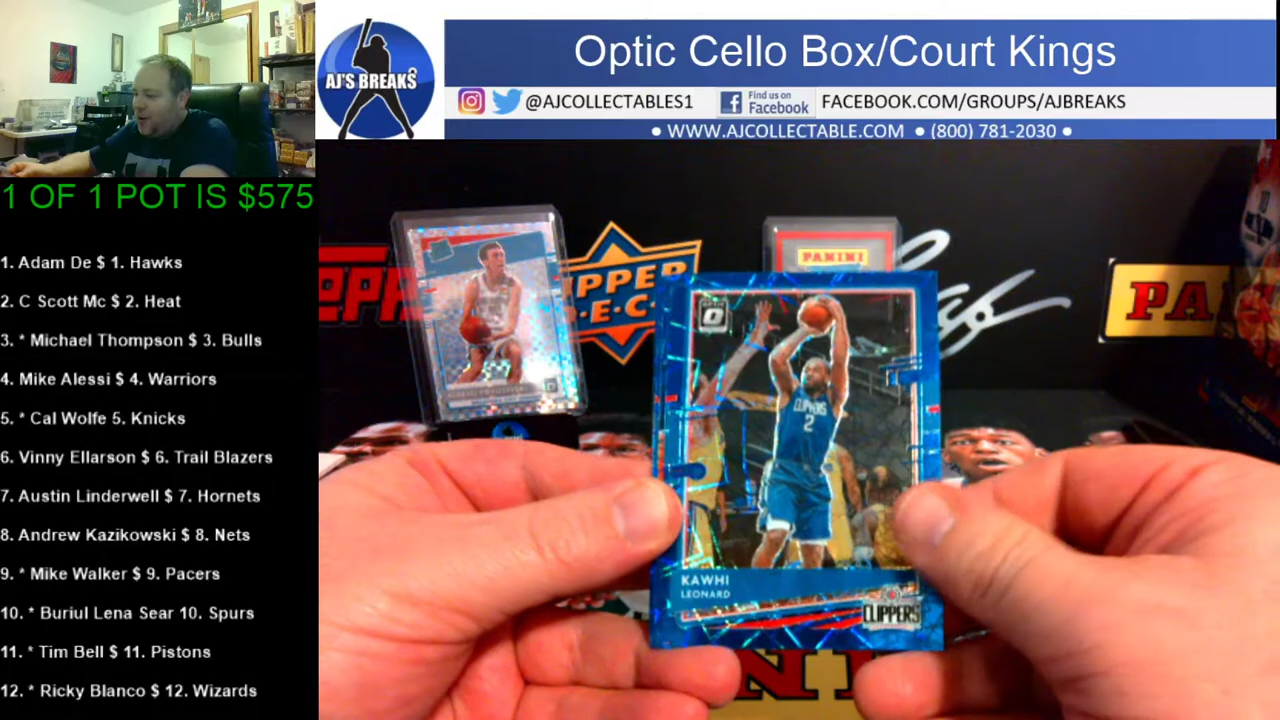 Optic Cello Box/Court Kings
AJ'S BREAKS
@AJCOLLECTABLES1
Find us on
Facebook
FACEBOOK.COM/GROUPS/AJBREAKS
• WWW.AJCOLLECTABLE.COM • (800) 781-2030 •
1 OF 1 POT IS $575
1. Adam De $ 1. Hawks
2. C Scott Mc $ 2. Heat
3. * Michael Thompson $ 3. Bulls
4. Mike Alessi $ 4. Warriors
5. * Cal Wolfe 5. Knicks
6. Vinny Ellarson $ 6. Trail Blazers
7. Austin Linderwell $ 7. Hornets
8. Andrew Kazikowski $ 8. Nets
9. * Mike Walker $ 9. Pacers
10. * Buriul Lena Sear 10. Spurs
11. * Tim Bell $ 11. Pistons
12. * Ricky Blanco $ 12. Wizards
PANINI
PPER
D·E·C
PAN
OPTIC
CLIPPERS
2
KAWHI
LEONARD
CLIPPERS